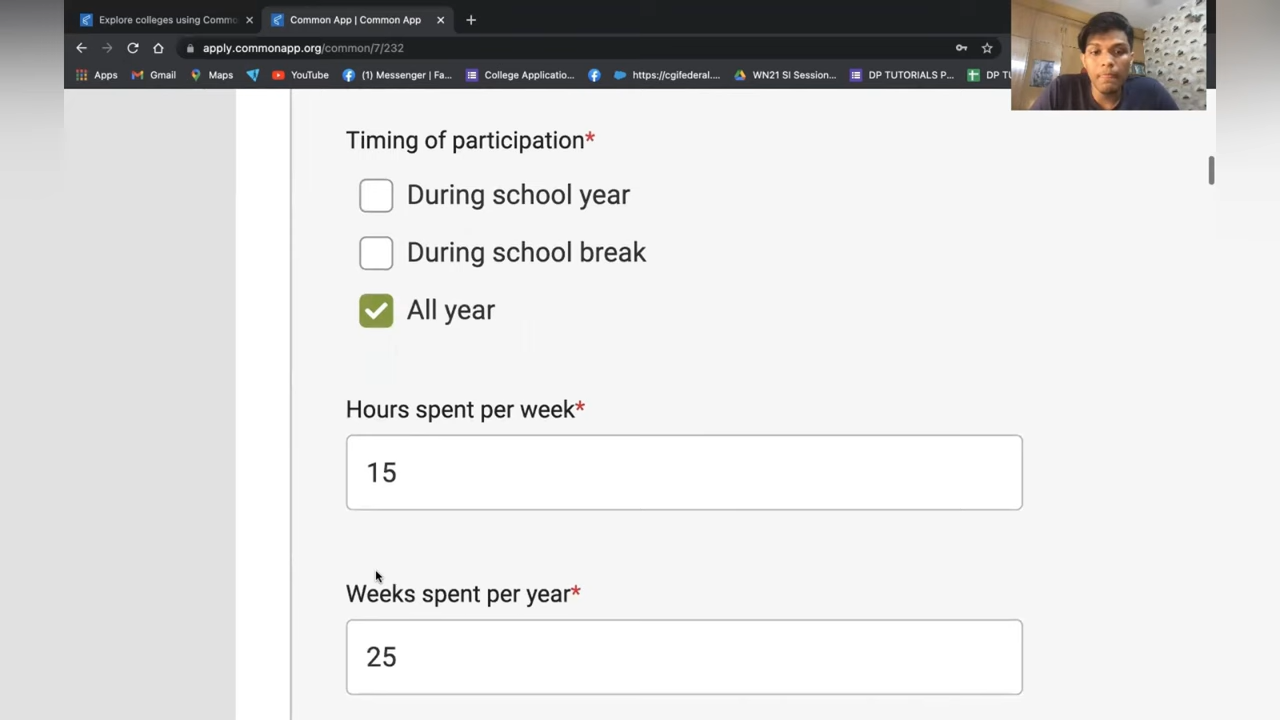 Explore colleges using Commo
Common App | Common App
apply.commonapp.org/common/7/232
Apps
Gmail
Maps
YouTube
(1) Messenger | Fa...
College Applicatio...
https://cgifederal....
WN21 SI Session...
DP TUTORIALS P...
DP TU
Timing of participation*
During school year
During school break
All year
Hours spent per week*
15
Weeks spent per year*
25